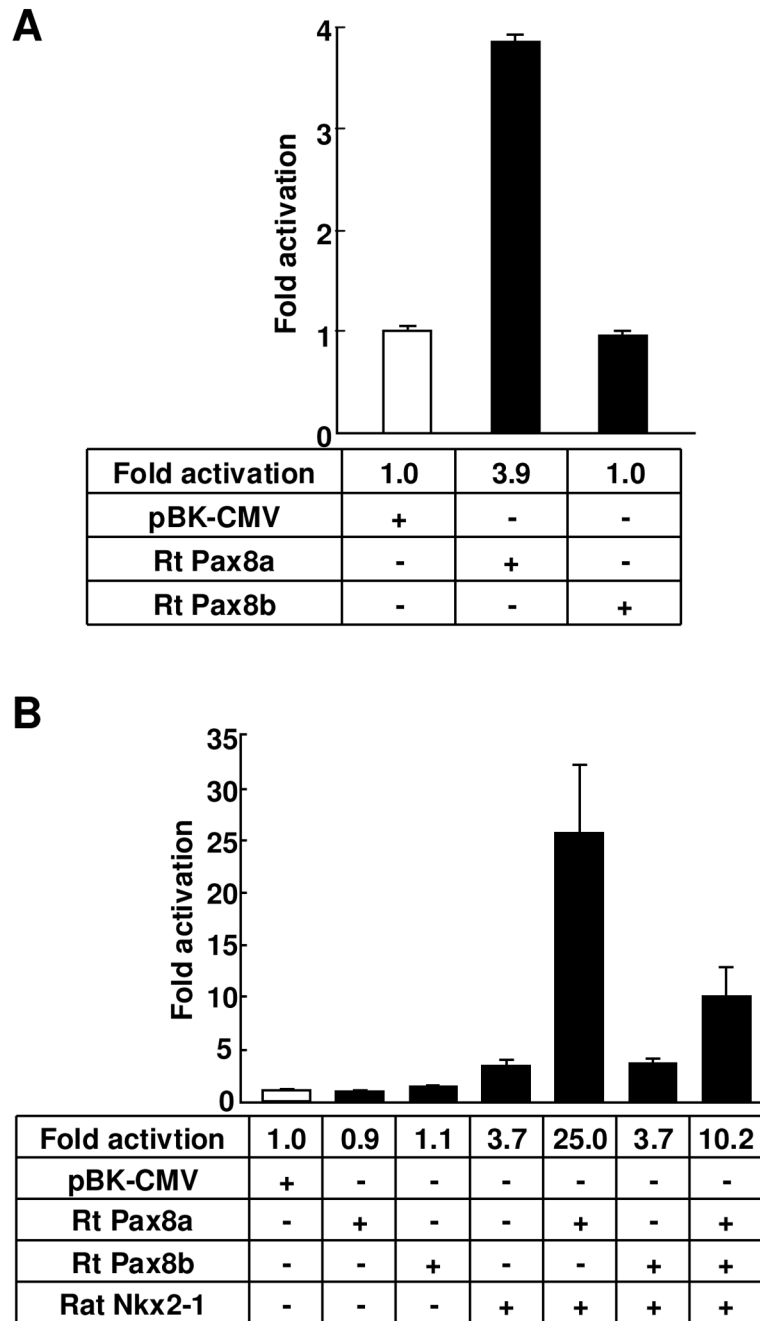 A
4
3
2
1
0
Fold activation
Fold activation 1.0 3.9 1.0
pBK-CMV + - -
Rt Pax8a - + -
Rt Pax8b - - +
B
35
30
25
20
15
10
5
0
Fold activation
Fold activtion 1.0 0.9 1.1 3.7 25.0 3.7 10.2
pBK-CMV + - - - - - -
Rt Pax8a - + - - + - +
Rt Pax8b - - + - - + +
Rat Nkx2-1 - - - + + + +